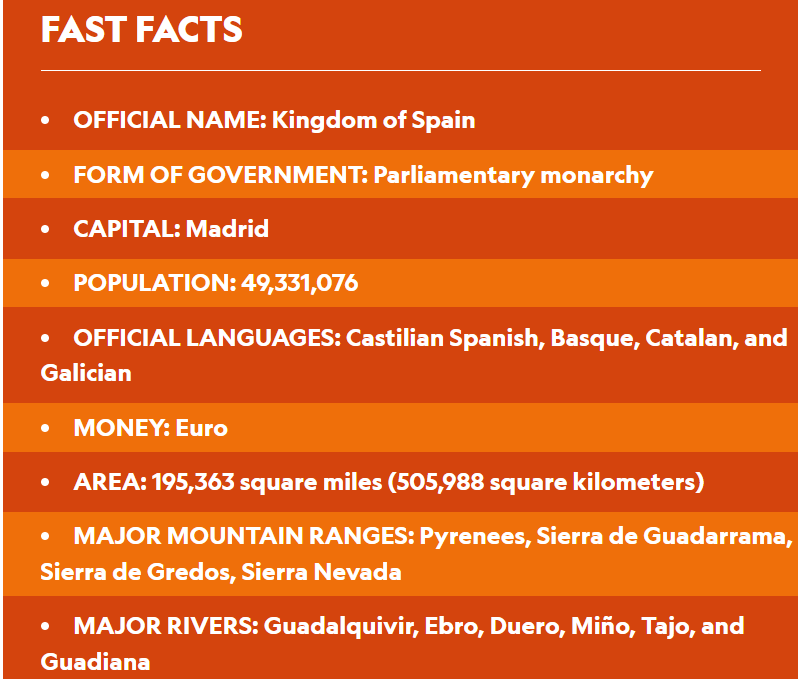 FAST FACTS
• OFFICIAL NAME: Kingdom of Spain
• FORM OF GOVERNMENT: Parliamentary monarchy
• CAPITAL: Madrid
• POPULATION: 49,331,076
• OFFICIAL LANGUAGES: Castilian Spanish, Basque, Catalan, and
Galician
• MONEY: Euro
• AREA: 195,363 square miles (505,988 square kilometers)
• MAJOR MOUNTAIN RANGES: Pyrenees, Sierra de Guadarrama,
Sierra de Gredos, Sierra Nevada
• MAJOR RIVERS: Guadalquivir, Ebro, Duero, Miño, Tajo, and
Guadiana